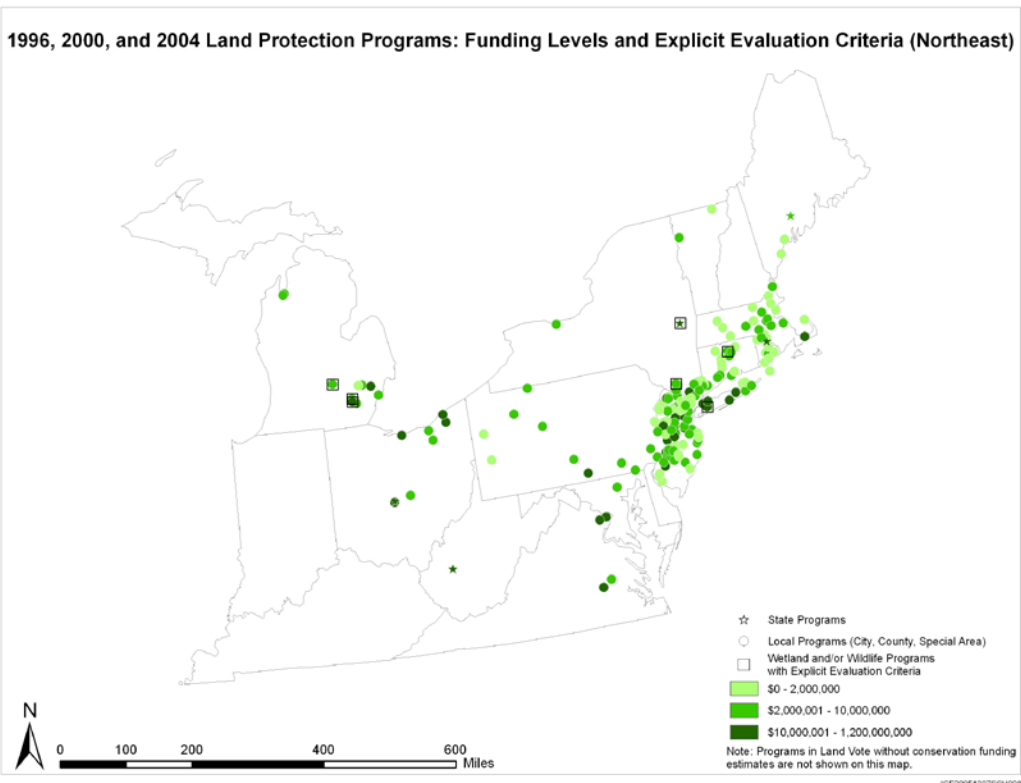 1996, 2000, and 2004 Land Protection Programs: Funding Levels and Explicit Evaluation Criteria (Northeast)
State Programs
Local Programs (City, County, Special Area)
Wetland and/or Wildlife Programs
with Explicit Evaluation Criteria
$0 - 2,000,000
$2,000,001 - 10,000,000
$10,000,001 - 1,200,000,000
Note: Programs in Land Vote without conservation funding
estimates are not shown on this map.
N
0 100 200 400 600
Miles